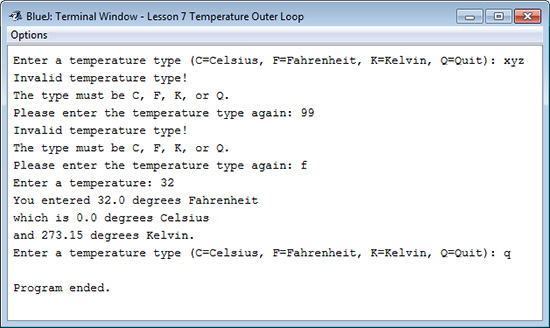 BlueJ: Terminal Window - Lesson 7 Temperature Outer Loop
Options
Enter a temperature type (C=Celsius, F=Fahrenheit, K=Kelvin, Q=Quit): xyz
Invalid temperature type!
The type must be C, F, K, or Q.
Please enter the temperature type again: 99
Invalid temperature type!
The type must be C, F, K, or Q.
Please enter the temperature type again: f
Enter a temperature: 32
You entered 32.0 degrees Fahrenheit
which is 0.0 degrees Celsius
and 273.15 degrees Kelvin.
Enter a temperature type (C=Celsius, F=Fahrenheit, K=Kelvin, Q=Quit): q
Program ended.